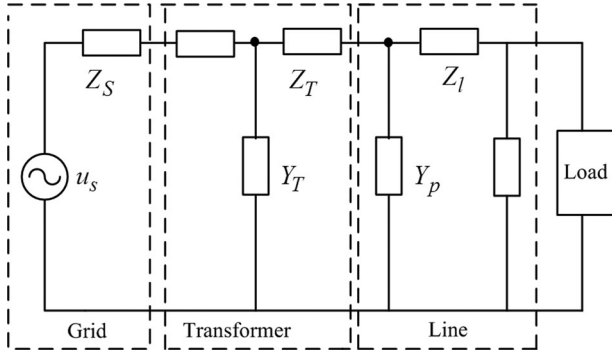 Z_S
Z_T
Z_l
u_s
Y_T
Y_p
Load
Grid
Transformer
Line